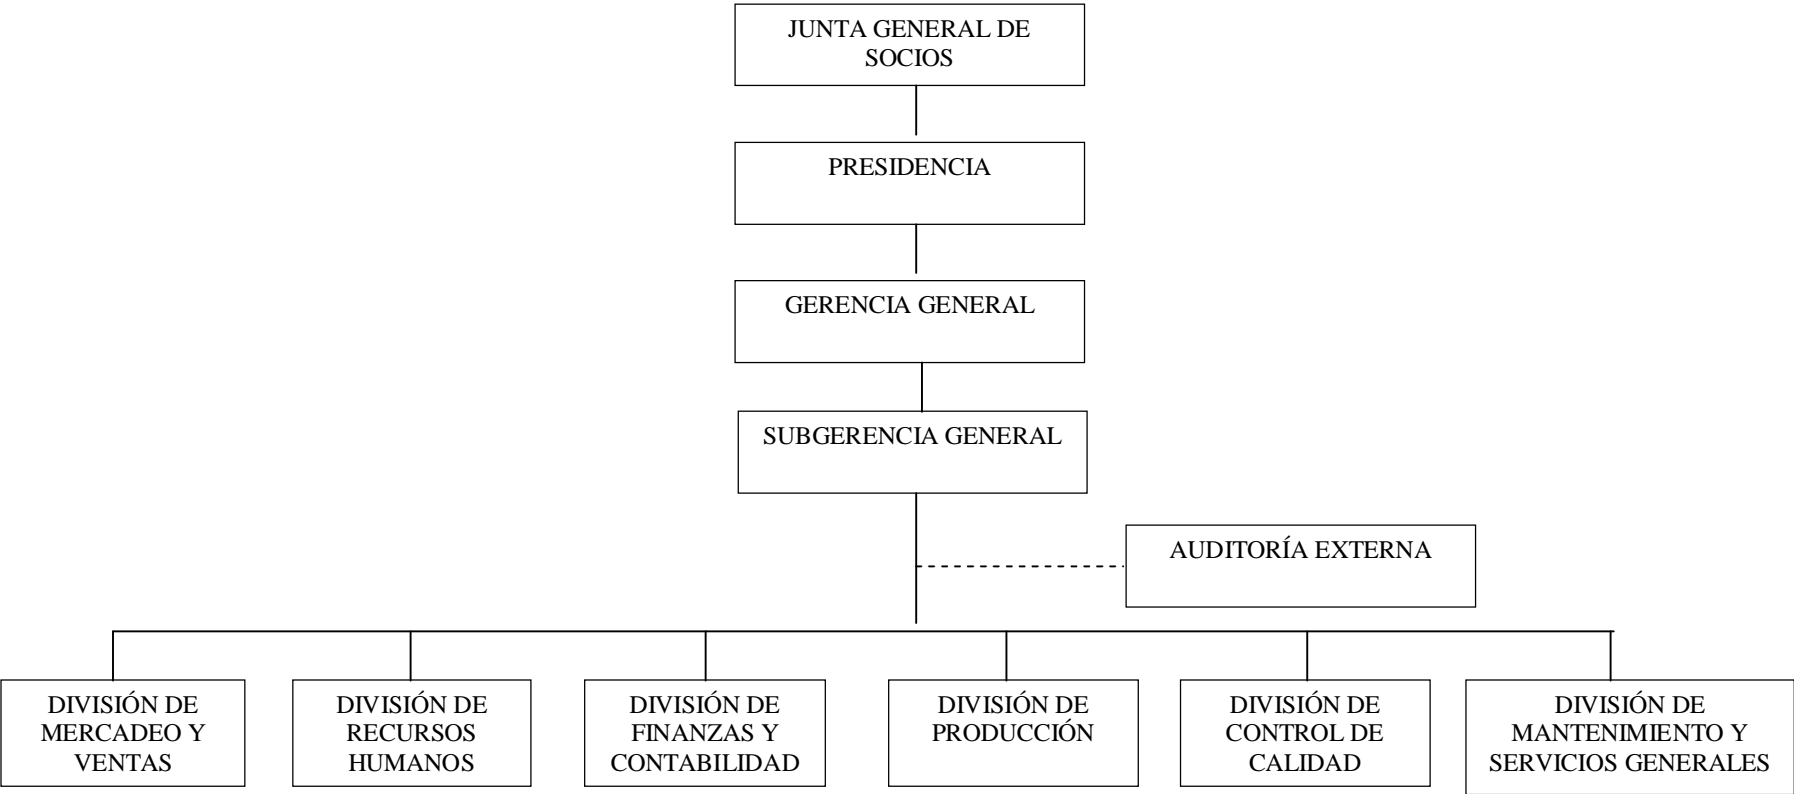 JUNTA GENERAL DE
SOCIOS
PRESIDENCIA
GERENCIA GENERAL
SUBGERENCIA GENERAL
AUDITORÍA EXTERNA
DIVISIÓN DE
MERCADEO Y
VENTAS
DIVISIÓN DE
RECURSOS
HUMANOS
DIVISIÓN DE
FINANZAS Y
CONTABILIDAD
DIVISIÓN DE
PRODUCCIÓN
DIVISIÓN DE
CONTROL DE
CALIDAD
DIVISIÓN DE
MANTENIMIENTO Y
SERVICIOS GENERALES